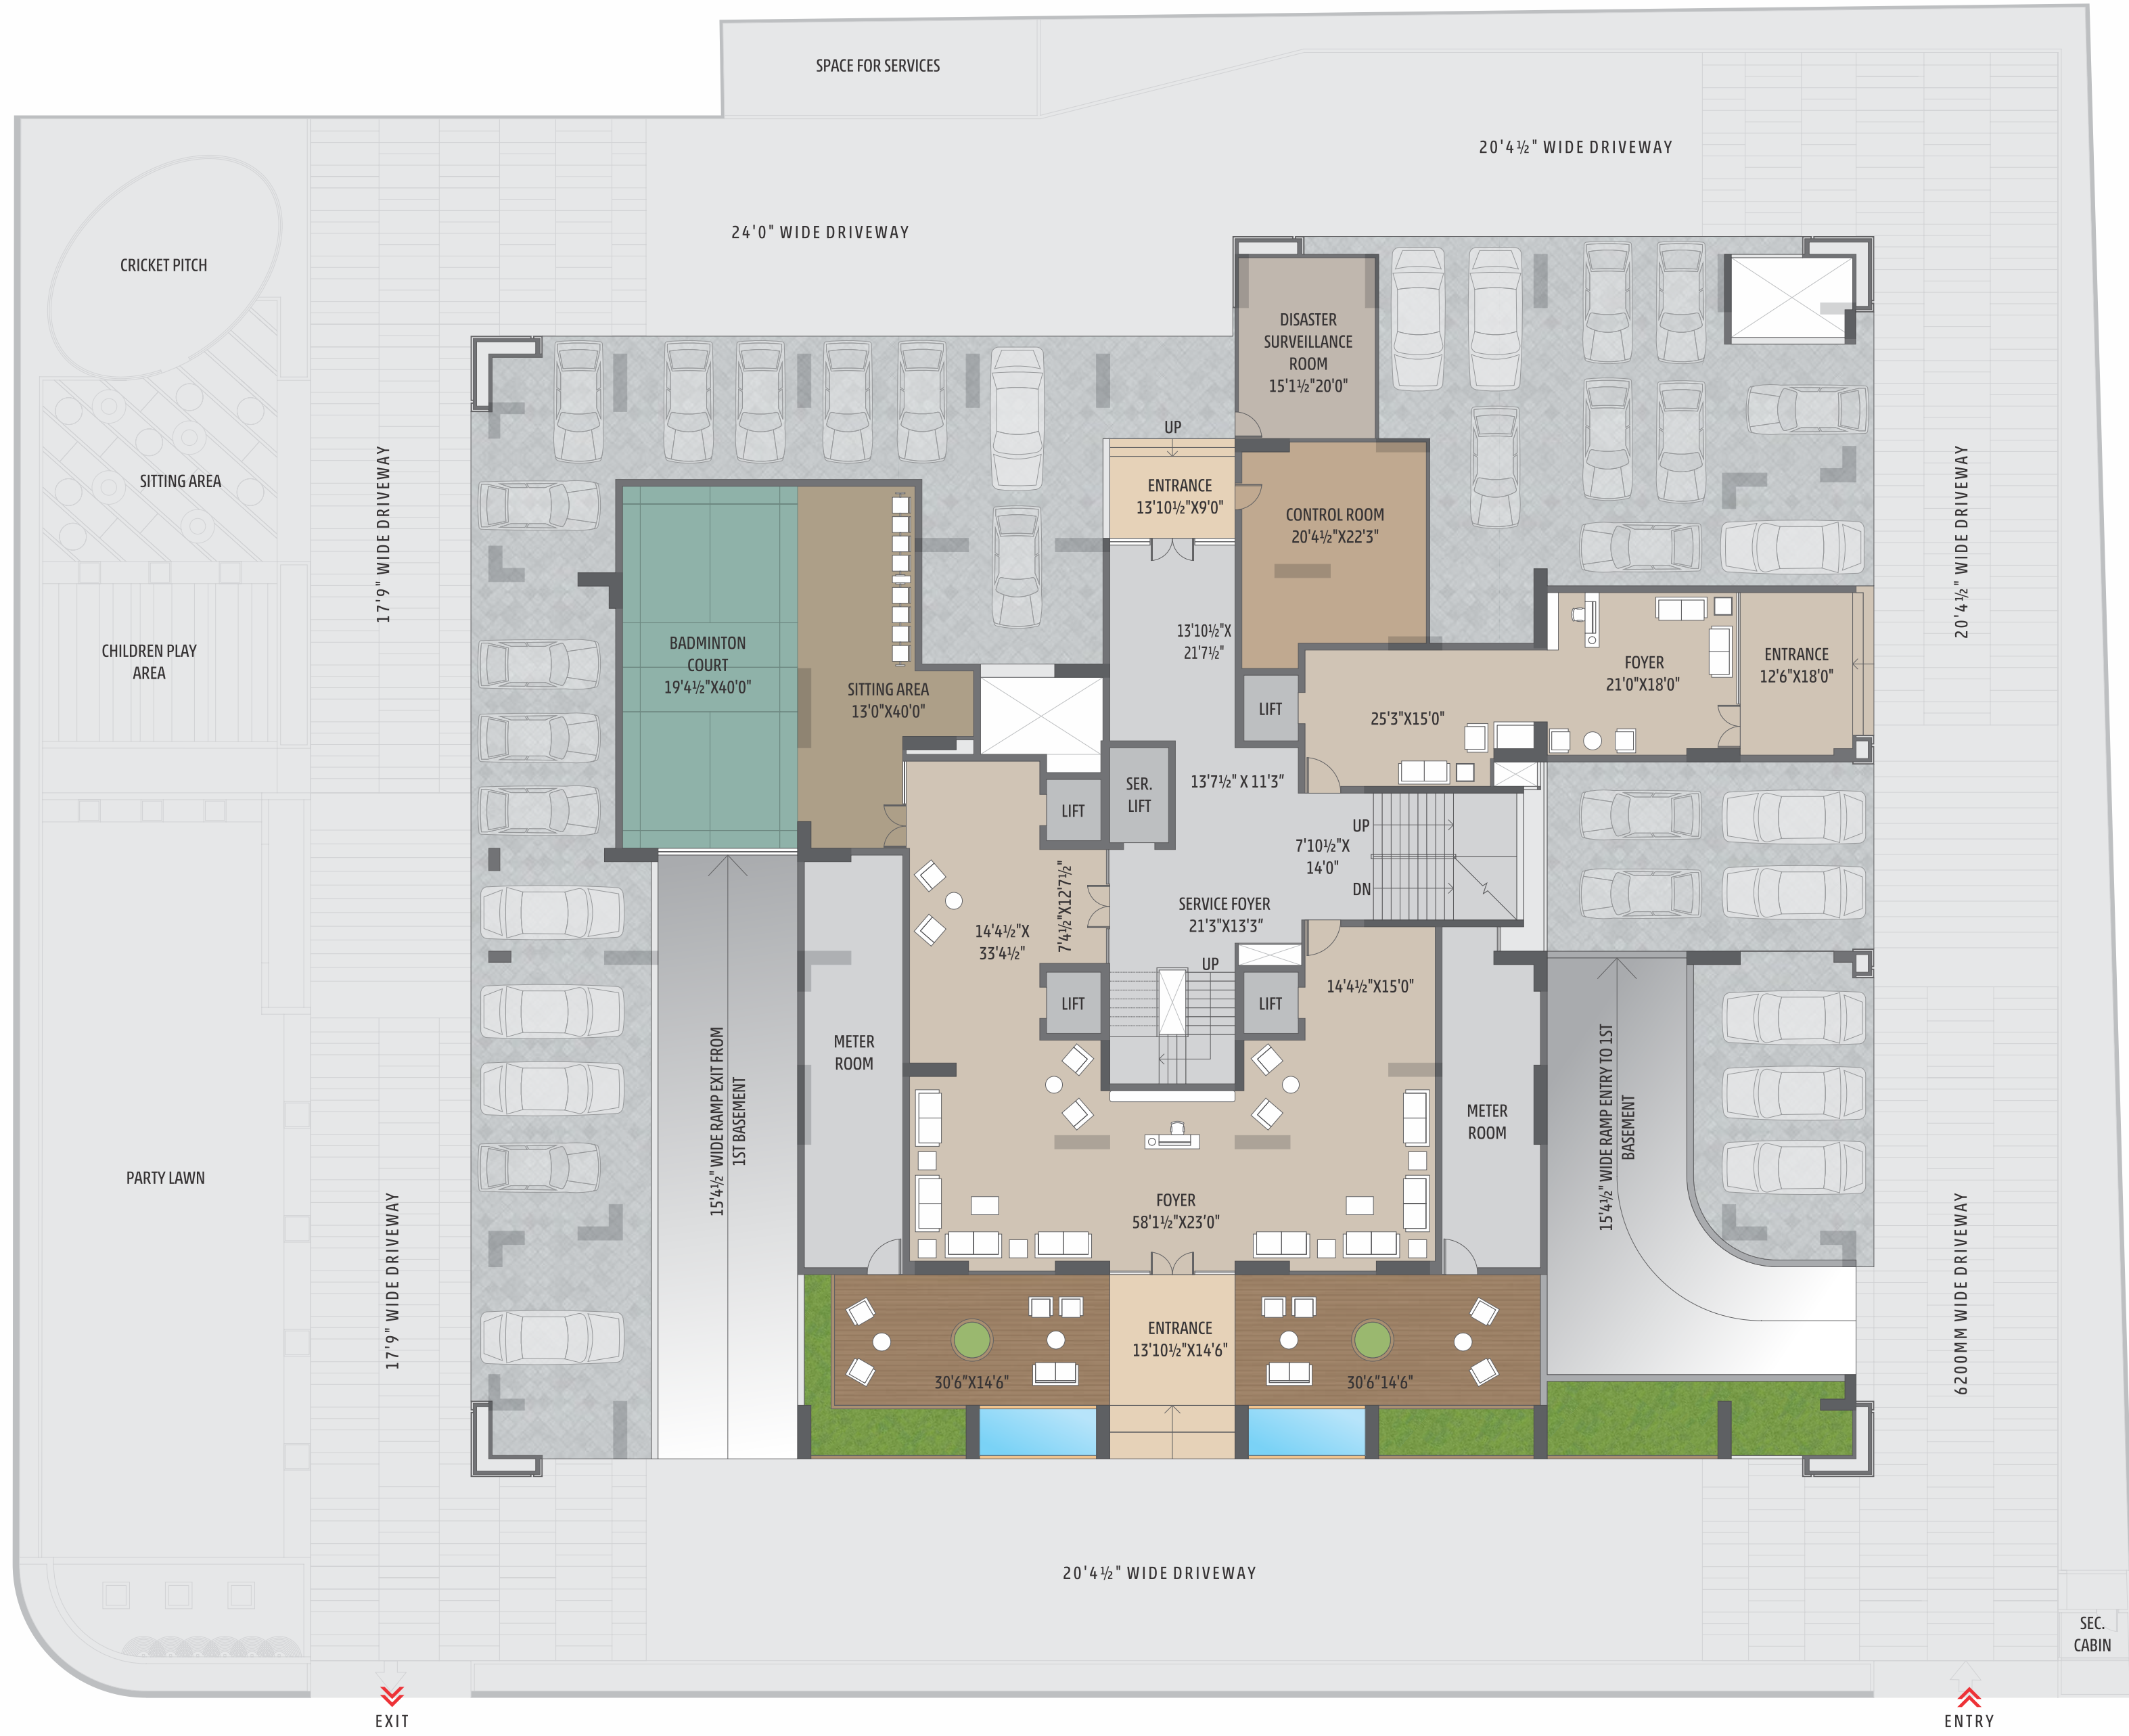 SPACE FOR SERVICES
20'4½" WIDE DRIVEWAY
24'0" WIDE DRIVEWAY
CRICKET PITCH
SITTING AREA
CHILDREN PLAY
AREA
PARTY LAWN
17'9" WIDE DRIVEWAY
17'9" WIDE DRIVEWAY
DISASTER
SURVEILLANCE
ROOM
15'1½"20'0"
UP
ENTRANCE
13'10½"X9'0"
CONTROL ROOM
20'4½"X22'3"
20'4½" WIDE DRIVEWAY
BADMINTON
COURT
19'4½"X40'0"
SITTING AREA
13'0"X40'0"
13'10½"X
21'7½"
LIFT
25'3"X15'0"
FOYER
21'0"X18'0"
ENTRANCE
12'6"X18'0"
LIFT
SER.
LIFT
13'7½" X 11'3"
UP
7'10½"X
14'0"
DN
14'4½"X
33'4½"
7'4½"X12'7½"
SERVICE FOYER
21'3"X13'3"
UP
LIFT
LIFT
14'4½"X15'0"
METER
ROOM
METER
ROOM
15'4½" WIDE RAMP EXIT FROM
1ST BASEMENT
15'4½" WIDE RAMP ENTRY TO 1ST
BASEMENT
FOYER
58'1½"X23'0"
ENTRANCE
13'10½"X14'6"
30'6"X14'6"
30'6"14'6"
6200MM WIDE DRIVEWAY
20'4½" WIDE DRIVEWAY
SEC.
CABIN
EXIT
ENTRY